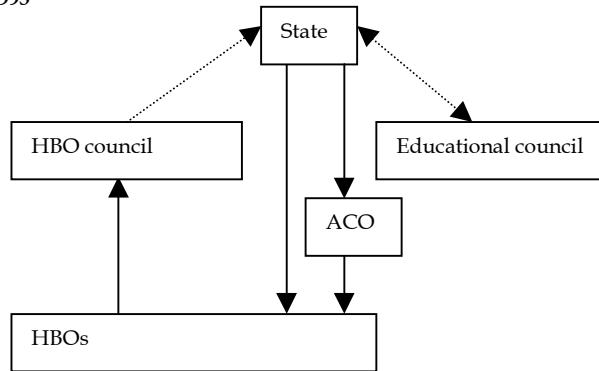 State
HBO council
Educational council
ACO
HBOs